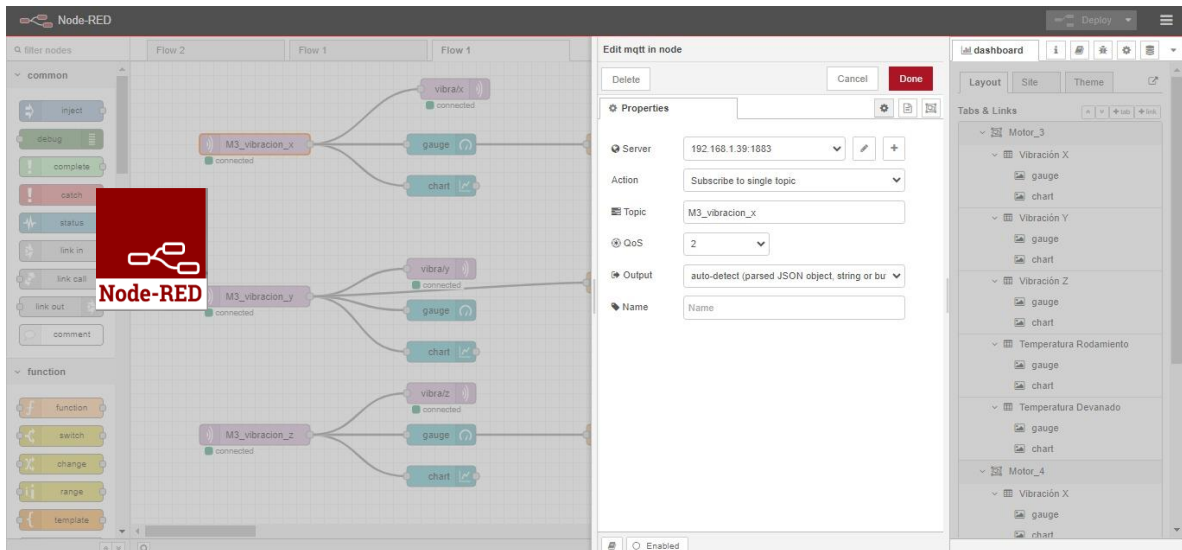 Node-RED
Deploy
filter nodes
Flow 2
Flow 1
Flow 1
common
inject
debug
complete
catch
status
link in
link call
link out
comment
function
function
switch
change
range
template
Node-RED
vibra/x
connected
M3_vibracion_x
connected
gauge
chart
vibra/y
connected
M3_vibracion_y
connected
gauge
chart
vibra/z
connected
M3_vibracion_z
connected
gauge
chart
Edit mqtt in node
Delete
Cancel
Done
Properties
Server
192.168.1.39:1883
Action
Subscribe to single topic
Topic
M3_vibracion_x
QoS
2
Output
auto-detect (parsed JSON object, string or bu
Name
Name
Enabled
dashboard
i
Layout
Site
Theme
Tabs & Links
+ tab
+ link
Motor_3
Vibración X
gauge
chart
Vibración Y
gauge
chart
Vibración Z
gauge
chart
Temperatura Rodamiento
gauge
chart
Temperatura Devanado
gauge
chart
Motor_4
Vibración X
gauge
chart